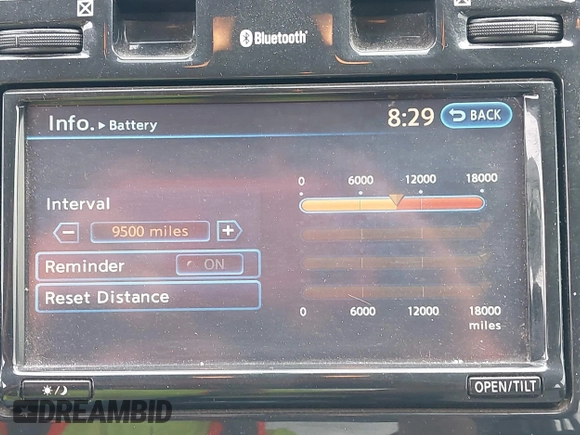 Bluetooth
Info. ▸ Battery
8:29
BACK
0 6000 12000 18000
Interval
− 9500 miles +
Reminder
ON
Reset Distance
0 6000 12000 18000
miles
OPEN/TILT
DREAMBID